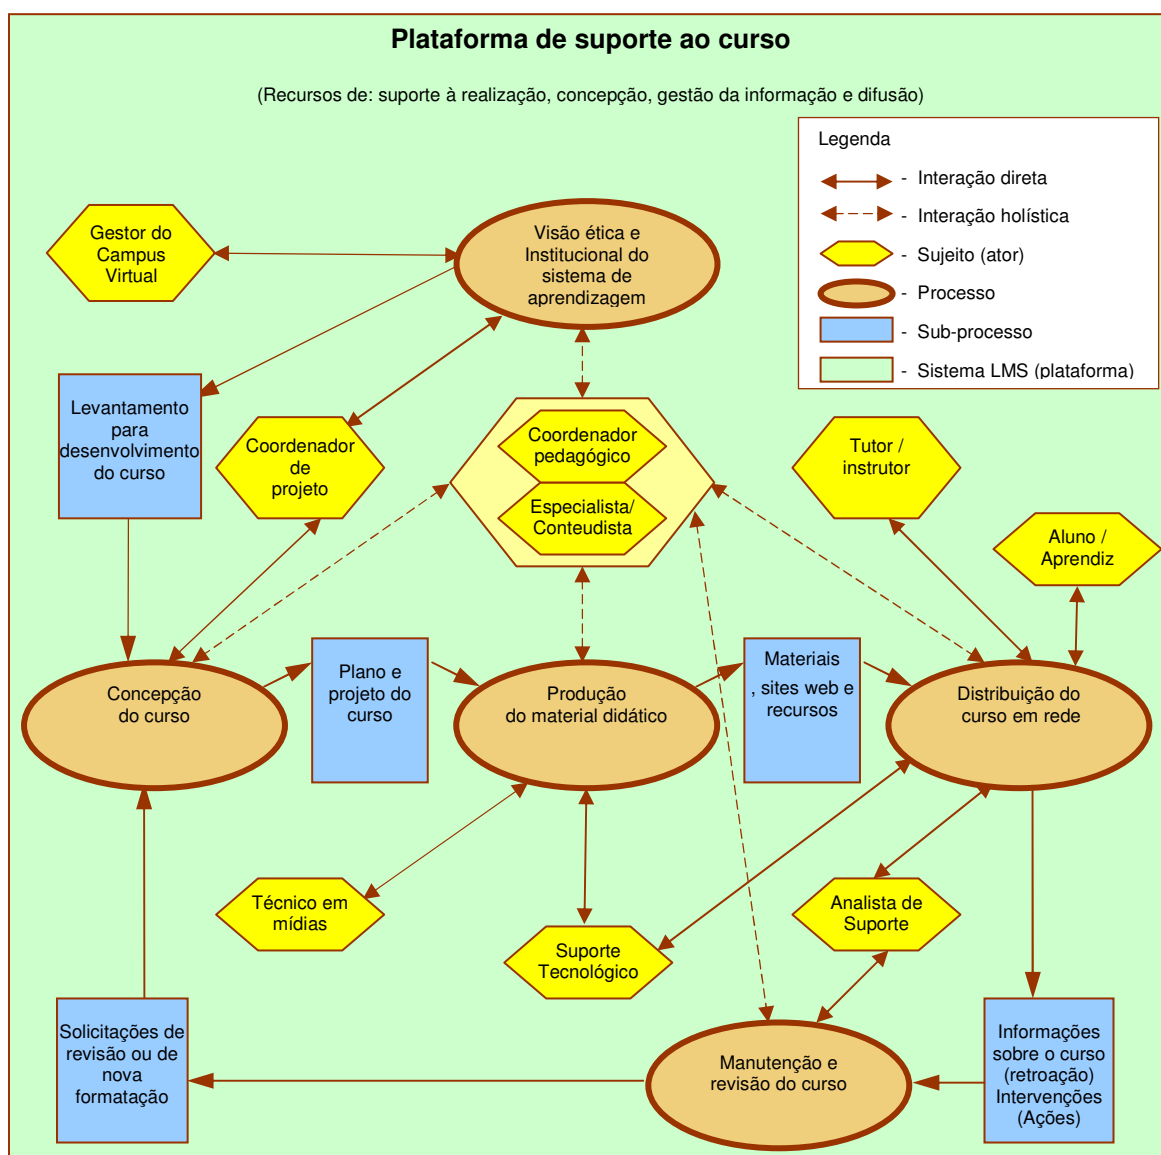 Plataforma de suporte ao curso
(Recursos de: suporte à realização, concepção, gestão da informação e difusão)
Legenda
- Interação direta
- Interação holística
- Sujeito (ator)
- Processo
- Sub-processo
- Sistema LMS (plataforma)
Gestor do
Campus
Virtual
Visão ética e
Institucional do
sistema de
aprendizagem
Levantamento
para
desenvolvimento
do curso
Coordenador
de
projeto
Coordenador
pedagógico
Especialista/
Conteudista
Tutor /
instrutor
Aluno /
Aprendiz
Concepção
do curso
Plano e
projeto do
curso
Produção
do material didático
Materiais
, sites web e
recursos
Distribuição do
curso em rede
Técnico em
mídias
Suporte
Tecnológico
Analista de
Suporte
Solicitações de
revisão ou de
nova
formatação
Manutenção e
revisão do curso
Informações
sobre o curso
(retroação)
Intervenções
(Ações)